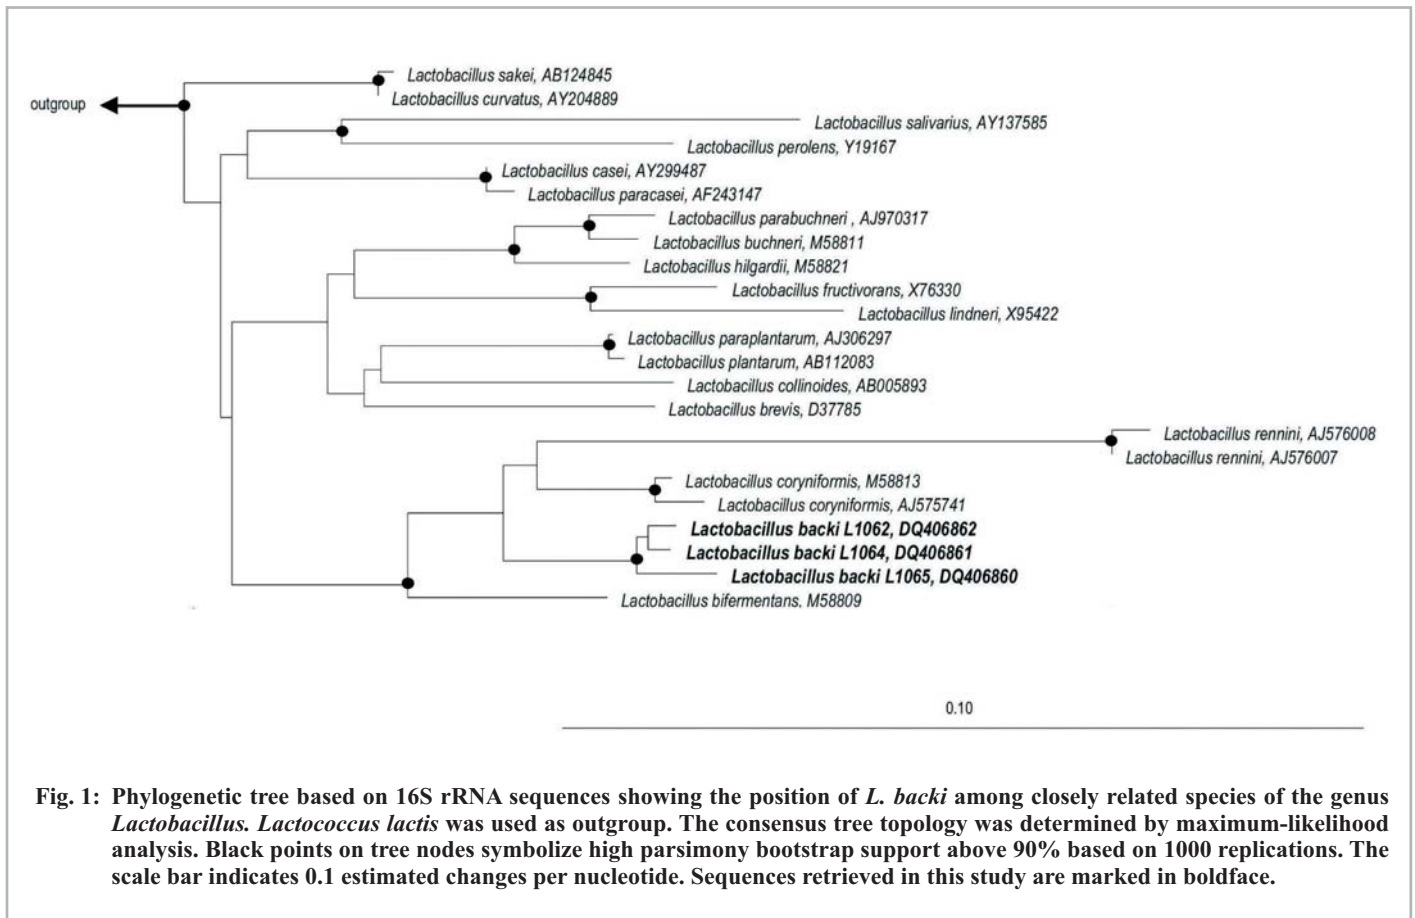 Lactobacillus sakei, AB124845
outgroup
Lactobacillus curvatus, AY204889
Lactobacillus salivarius, AY137585
Lactobacillus perolens, Y19167
Lactobacillus casei, AY299487
Lactobacillus paracasei, AF243147
Lactobacillus parabuchneri , AJ970317
Lactobacillus buchneri, M58811
Lactobacillus hilgardii, M58821
Lactobacillus fructivorans, X76330
Lactobacillus lindneri, X95422
Lactobacillus paraplantarum, AJ306297
Lactobacillus plantarum, AB112083
Lactobacillus collinoides, AB005893
Lactobacillus brevis, D37785
Lactobacillus rennini, AJ576008
Lactobacillus rennini, AJ576007
Lactobacillus coryniformis, M58813
Lactobacillus coryniformis, AJ575741
Lactobacillus backi L1062, DQ406862
Lactobacillus backi L1064, DQ406861
Lactobacillus backi L1065, DQ406860
Lactobacillus bifermentans, M58809
0.10
Fig. 1: Phylogenetic tree based on 16S rRNA sequences showing the position of L. backi among closely related species of the genus
Lactobacillus. Lactococcus lactis was used as outgroup. The consensus tree topology was determined by maximum-likelihood
analysis. Black points on tree nodes symbolize high parsimony bootstrap support above 90% based on 1000 replications. The
scale bar indicates 0.1 estimated changes per nucleotide. Sequences retrieved in this study are marked in boldface.